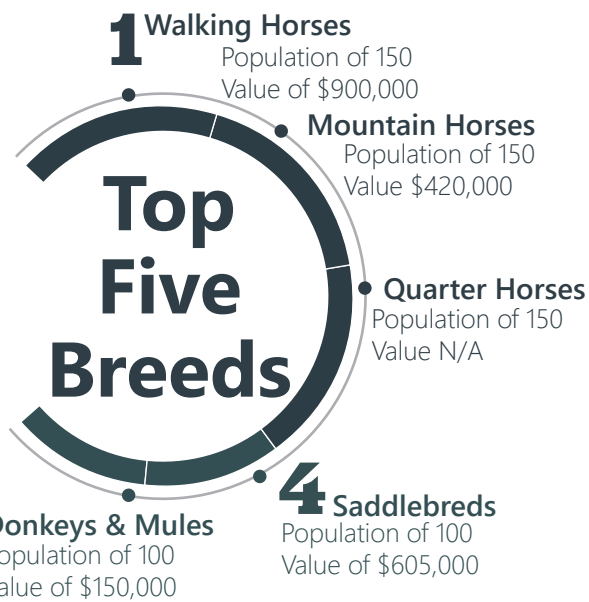 1 Walking Horses
Population of 150
Value of $900,000
Mountain Horses
Population of 150
Value $420,000
Top
Five
Breeds
Quarter Horses
Population of 150
Value N/A
4 Saddlebreds
Population of 100
Value of $605,000
Donkeys & Mules
opulation of 100
alue of $150,000